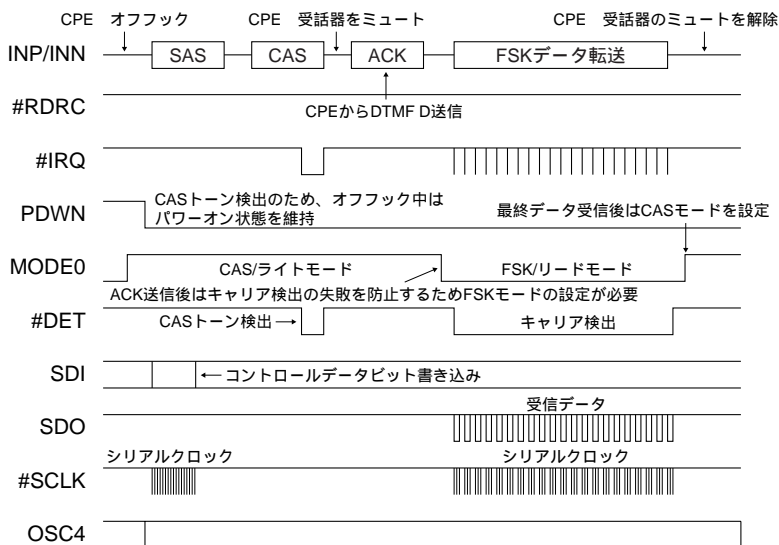 CPE オフフック
CPE 受話器をミュート
CPE 受話器のミュートを解除
INP/INN
SAS
CAS
ACK
FSKデータ転送
#RDRC
CPEからDTMF D送信
#IRQ
PDWN
CASトーン検出のため、オフフック中は
パワーオン状態を維持
最終データ受信後はCASモードを設定
MODE0
CAS/ライトモード
FSK/リードモード
ACK送信後はキャリア検出の失敗を防止するためFSKモードの設定が必要
#DET
CASトーン検出
キャリア検出
SDI
コントロールデータビット書き込み
SDO
受信データ
シリアルクロック
シリアルクロック
#SCLK
OSC4